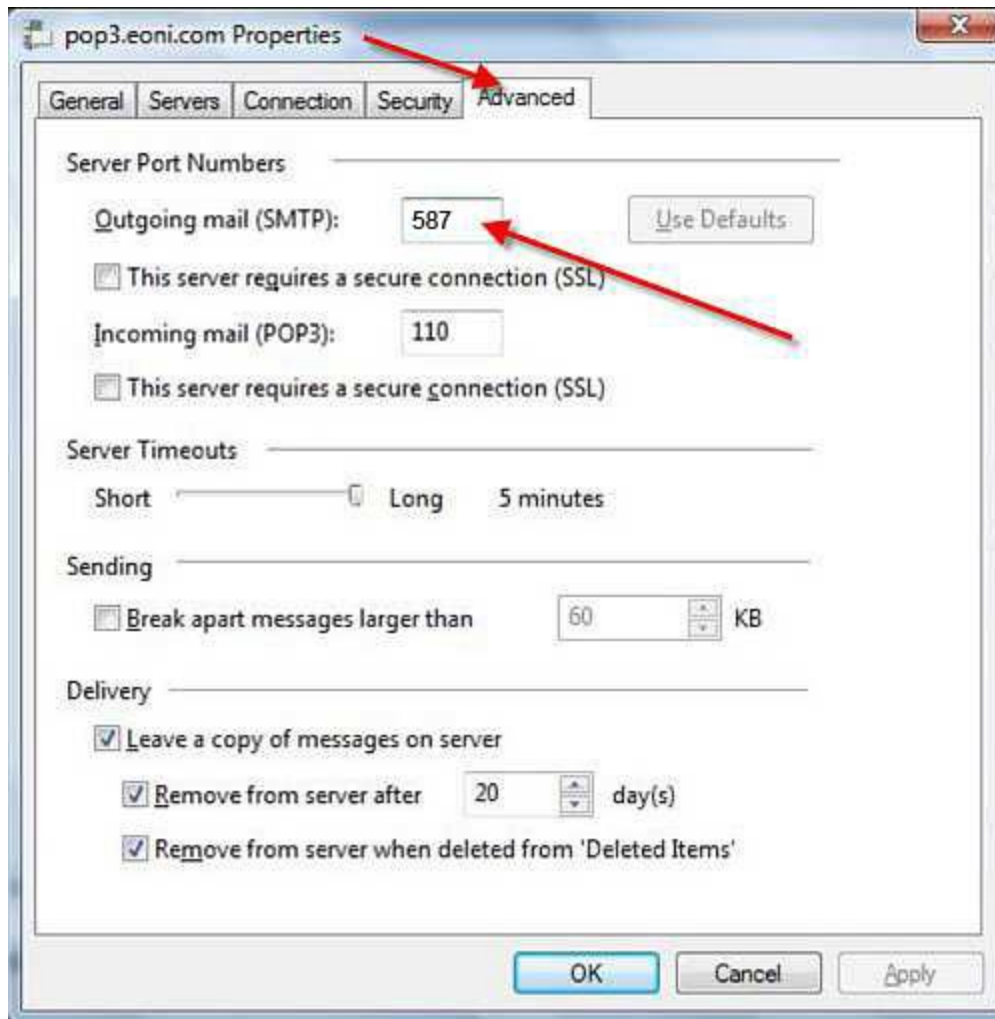 pop3.eoni.com Properties
General Servers Connection Security Advanced
Server Port Numbers
Outgoing mail (SMTP): 587 Use Defaults
This server requires a secure connection (SSL)
Incoming mail (POP3): 110
This server requires a secure connection (SSL)
Server Timeouts
Short Long 5 minutes
Sending
Break apart messages larger than 60 KB
Delivery
Leave a copy of messages on server
Remove from server after 20 day(s)
Remove from server when deleted from 'Deleted Items'
OK Cancel Apply